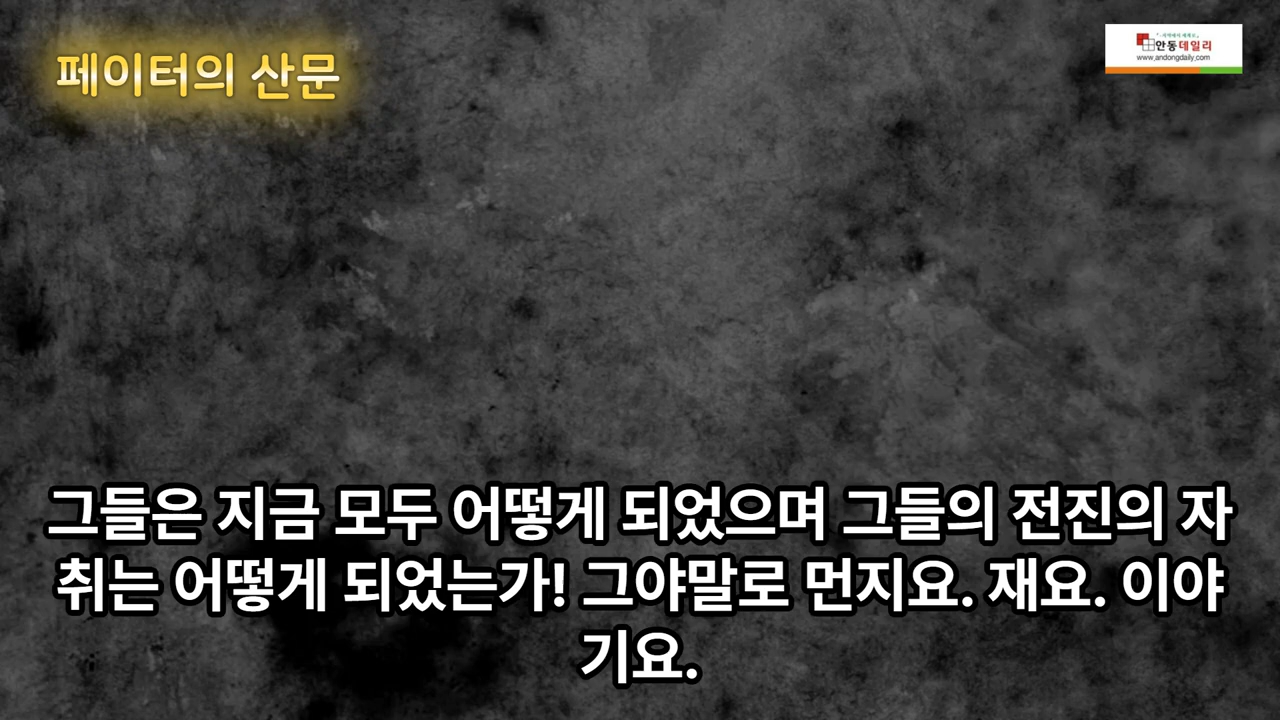 페이터의 산문
안동데일리
www.andongdaily.com
그들은 지금 모두 어떻게 되었으며 그들의 전진의 자
취는 어떻게 되었는가! 그야말로 먼지요. 재요. 이야
기요.